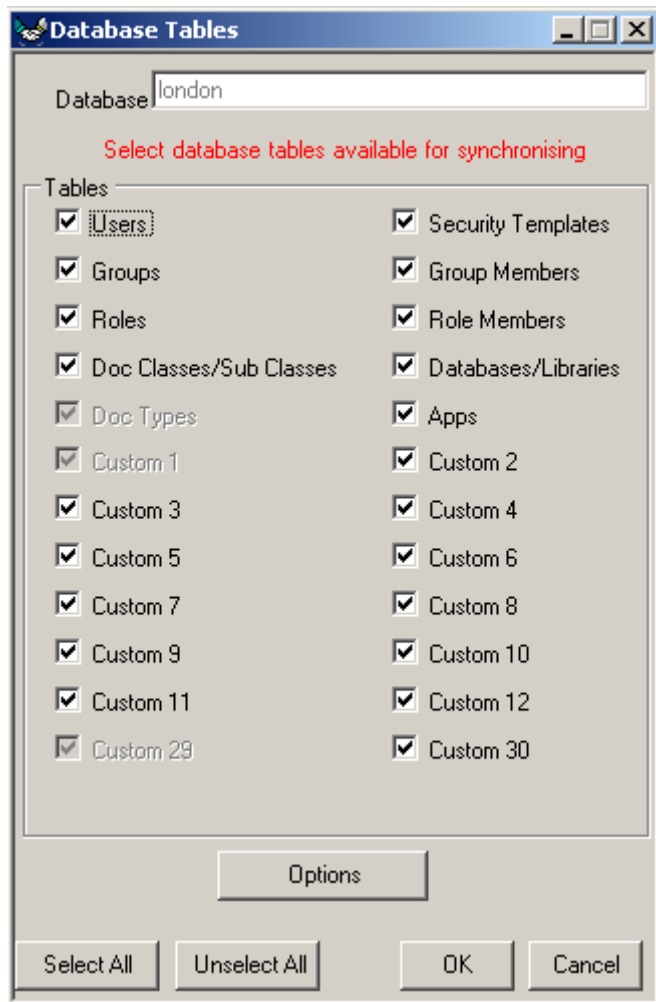 Database Tables
Database london
Select database tables available for synchronising
Tables
Users Security Templates
Groups Group Members
Roles Role Members
Doc Classes/Sub Classes Databases/Libraries
Doc Types Apps
Custom 1 Custom 2
Custom 3 Custom 4
Custom 5 Custom 6
Custom 7 Custom 8
Custom 9 Custom 10
Custom 11 Custom 12
Custom 29 Custom 30
Options
Select All Unselect All OK Cancel